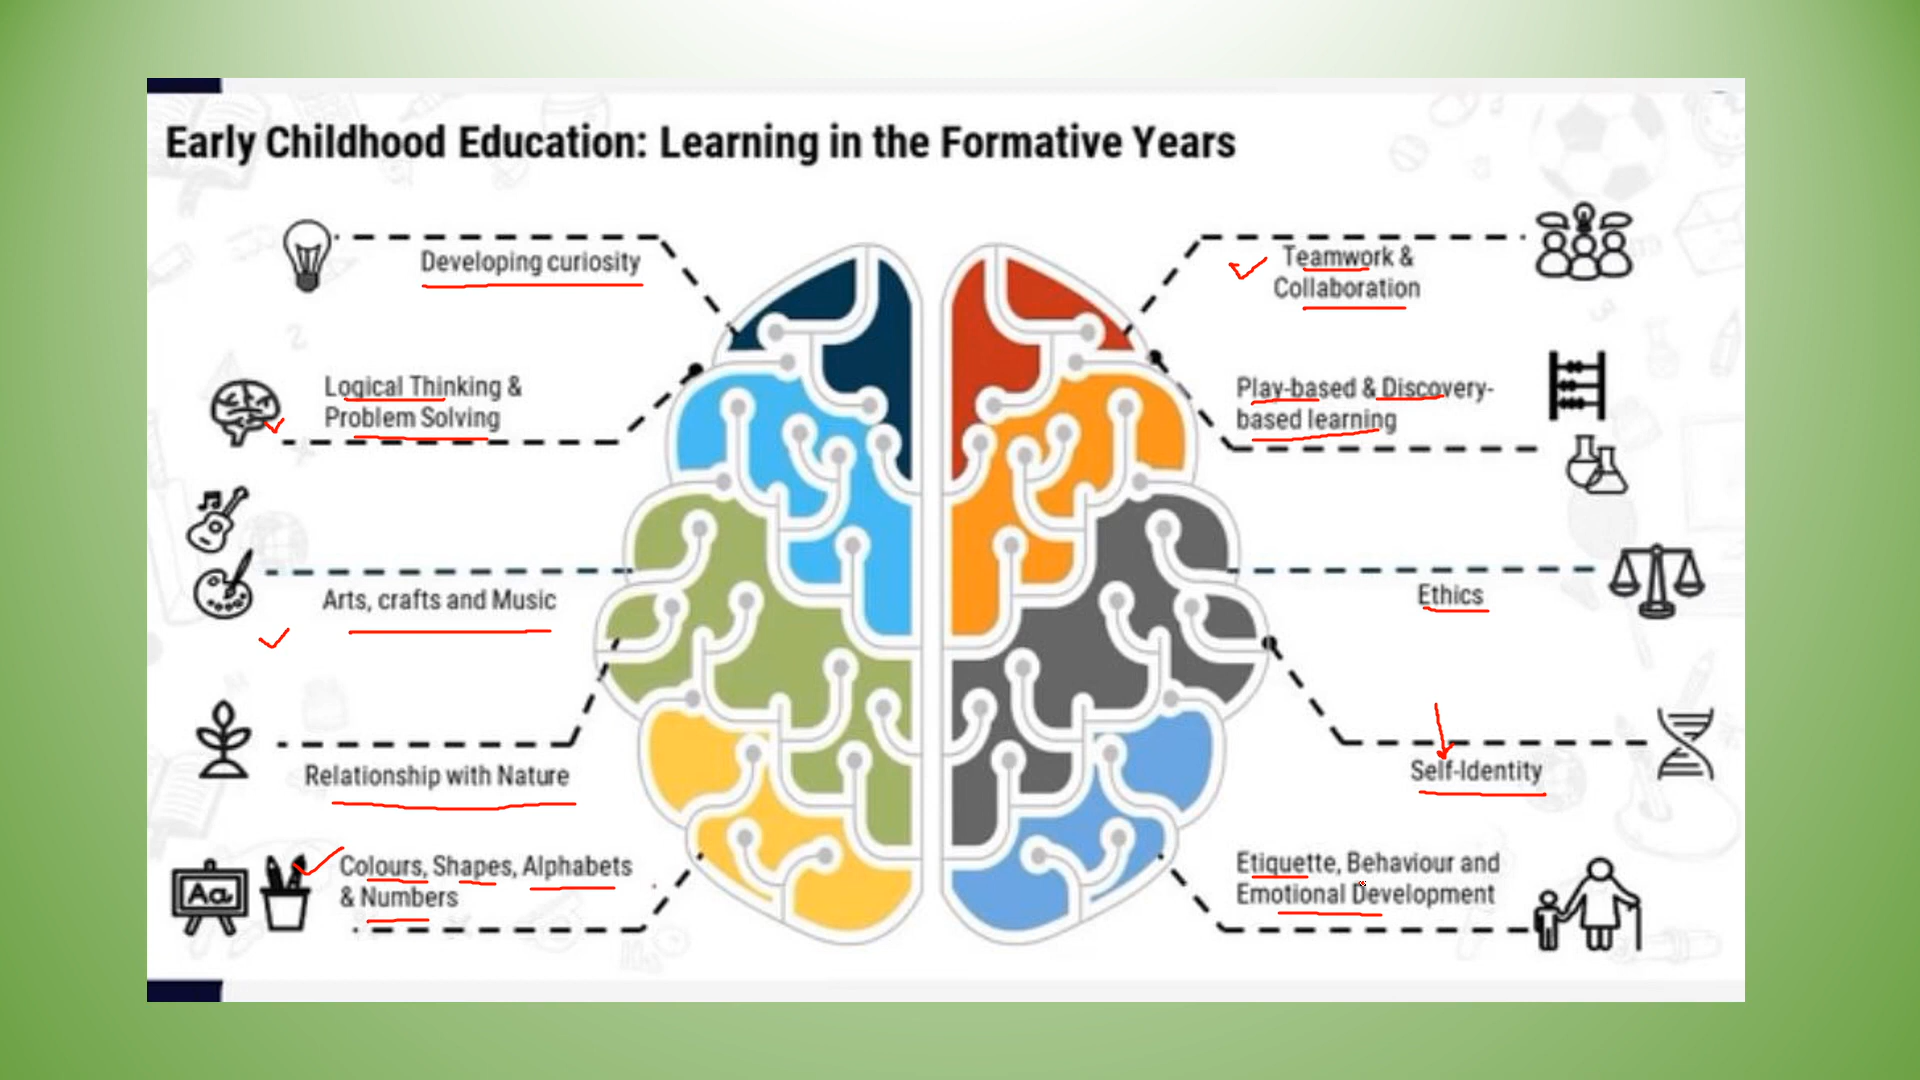 Early Childhood Education: Learning in the Formative Years
Developing curiosity
Logical Thinking &
Problem Solving
Arts, crafts and Music
Relationship with Nature
Aa
Colours, Shapes, Alphabets
& Numbers
Teamwork &
Collaboration
Play-based & Discovery-
based learning
Ethics
Self-Identity
Etiquette, Behaviour and
Emotional Development